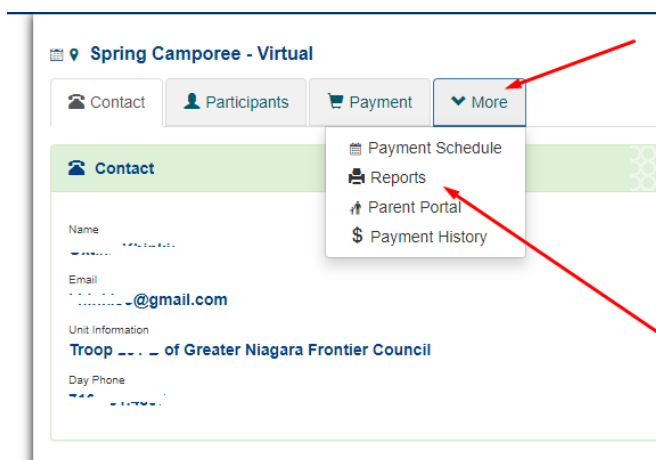 Spring Camporee - Virtual
Contact Participants Payment More
Payment Schedule
Reports
Parent Portal
$ Payment History
Contact
Name
Email
@gmail.com
Unit Information
Troop of Greater Niagara Frontier Council
Day Phone